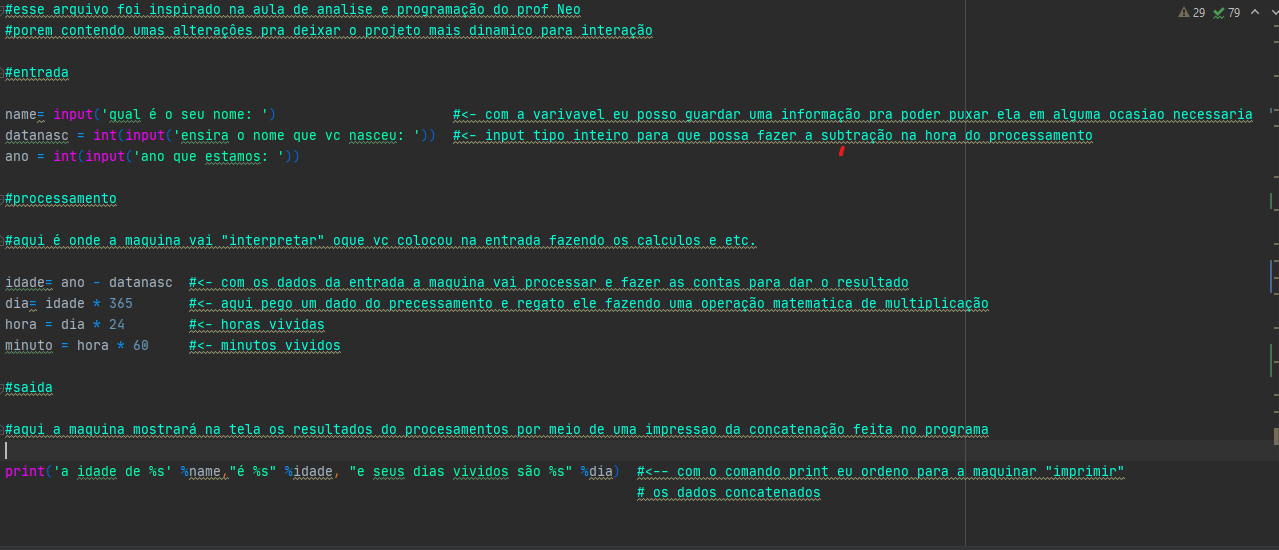 #esse arquivo foi inspirado na aula de analise e programação do prof Neo
#porem contendo umas alterações pra deixar o projeto mais dinamico para interação
#entrada
name= input('qual é o seu nome: ') #<- com a varivavel eu posso guardar uma informação pra poder puxar ela em alguma ocasiao necessaria
datanasc = int(input('ensira o nome que vc nasceu: ')) #<- input tipo inteiro para que possa fazer a subtração na hora do processamento
ano = int(input('ano que estamos: '))
#processamento
#aqui é onde a maquina vai "interpretar" oque vc colocou na entrada fazendo os calculos e etc.
idade= ano - datanasc #<- com os dados da entrada a maquina vai processar e fazer as contas para dar o resultado
dia= idade * 365 #<- aqui pego um dado do precessamento e regato ele fazendo uma operação matematica de multiplicação
hora = dia * 24 #<- horas vividas
minuto = hora * 60 #<- minutos vividos
#saida
#aqui a maquina mostrará na tela os resultados do procesamentos por meio de uma impressao da concatenação feita no programa
print('a idade de %s' %name,"é %s" %idade, "e seus dias vividos são %s" %dia) #<-- com o comando print eu ordeno para a maquinar "imprimir"
# os dados concatenados
29 79